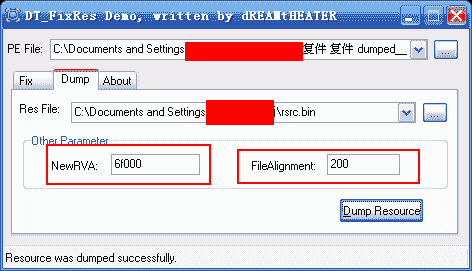 DT_FixRes Demo, written by dREAMtHEATER
PE File: C:\Documents and Settings 复件 复件 dumped__ ...
Fix Dump About
Res File: C:\Documents and Settings j\rsrc.bin ...
Other Parameter
NewRVA: 6f000 FileAlignment: 200
Dump Resource
Resource was dumped successfully.